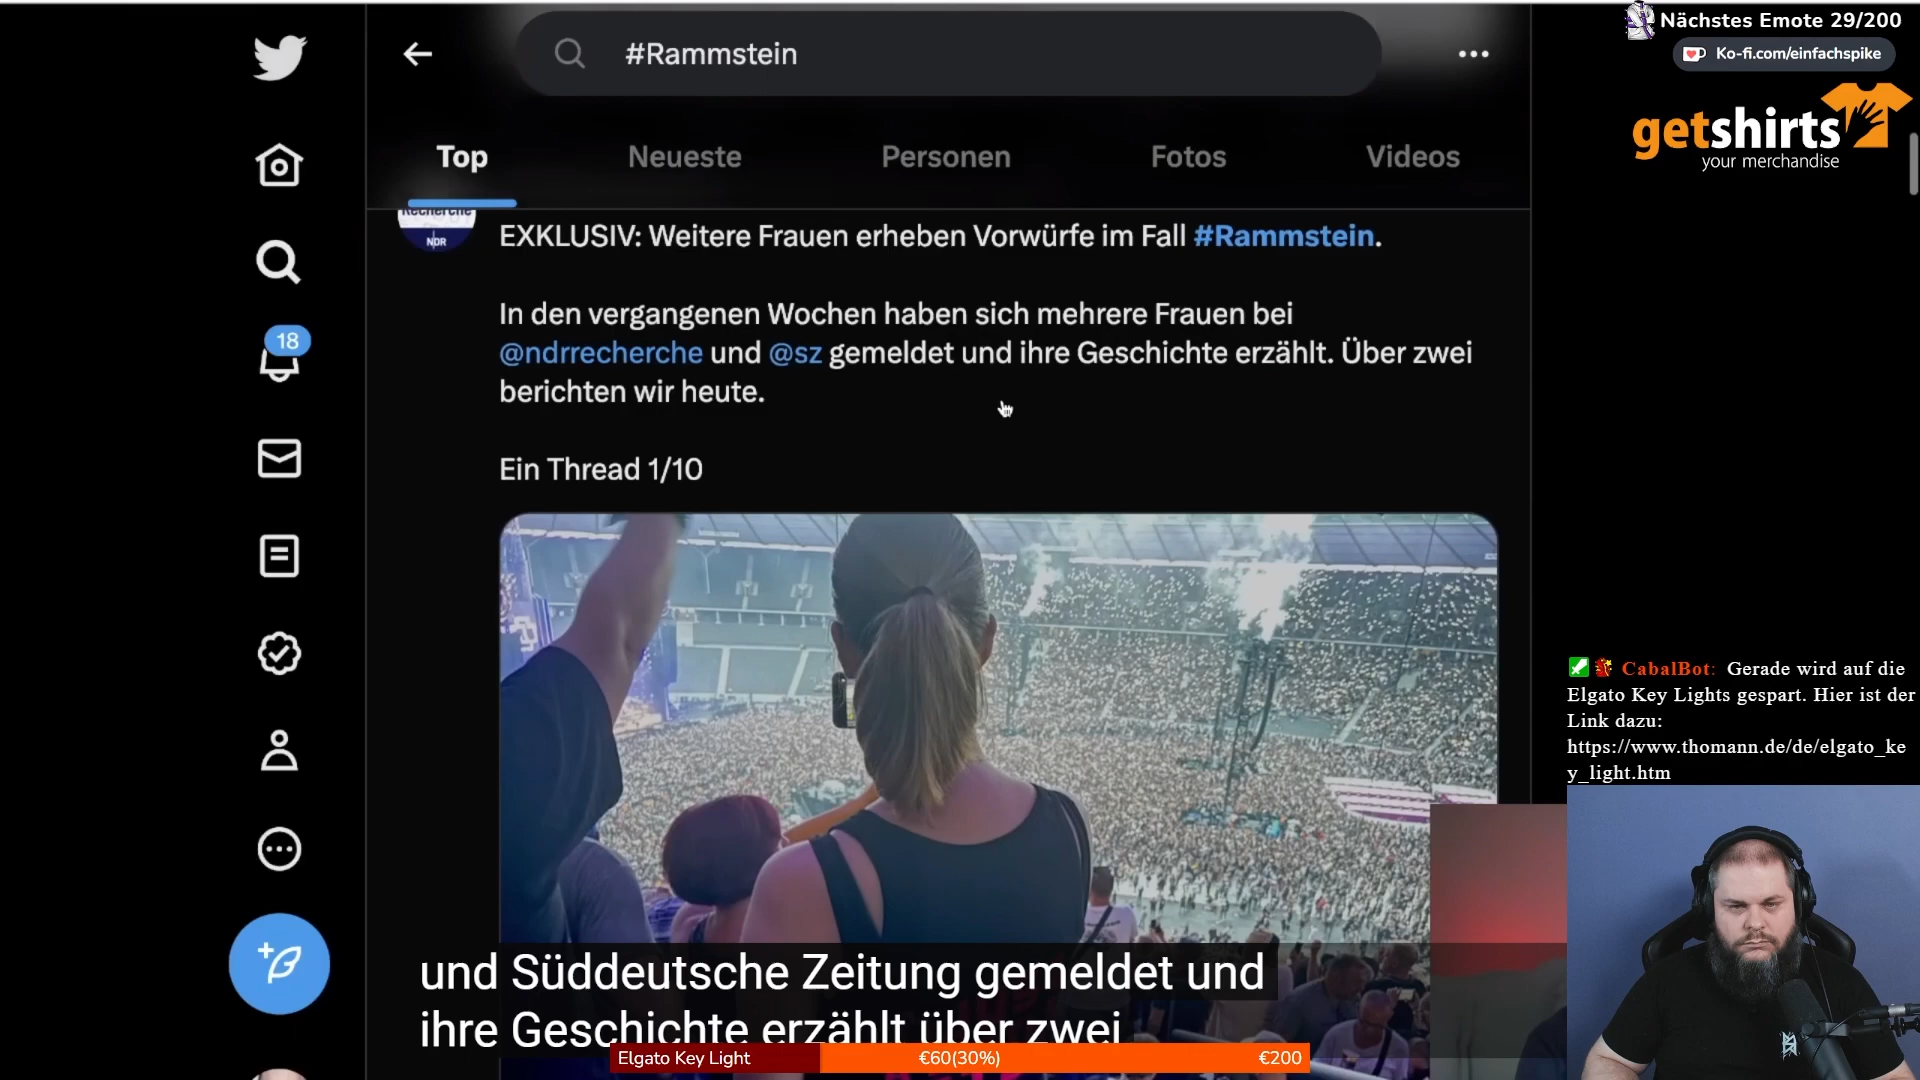 #Rammstein
Top
Neueste
Personen
Fotos
Videos
Recherche
NDR
EXKLUSIV: Weitere Frauen erheben Vorwürfe im Fall #Rammstein.
In den vergangenen Wochen haben sich mehrere Frauen bei
@ndrrecherche und @sz gemeldet und ihre Geschichte erzählt. Über zwei
berichten wir heute.
Ein Thread 1/10
18
und Süddeutsche Zeitung gemeldet und
ihre Geschichte erzählt über zwei
Elgato Key Light
€60(30%)
€200
Nächstes Emote 29/200
Ko-fi.com/einfachspike
getshirts
your merchandise
CabalBot: Gerade wird auf die
Elgato Key Lights gespart. Hier ist der
Link dazu:
https://www.thomann.de/de/elgato_ke
y_light.htm